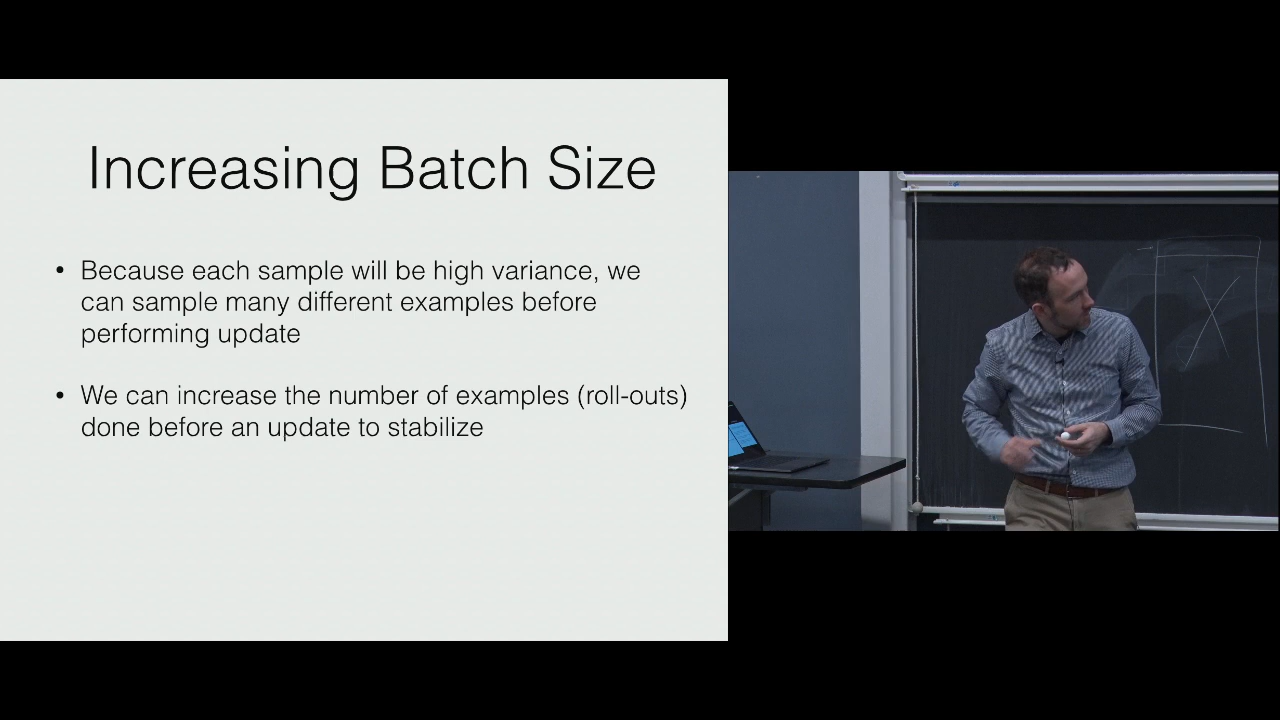 Increasing Batch Size
• Because each sample will be high variance, we
can sample many different examples before
performing update
• We can increase the number of examples (roll-outs)
done before an update to stabilize